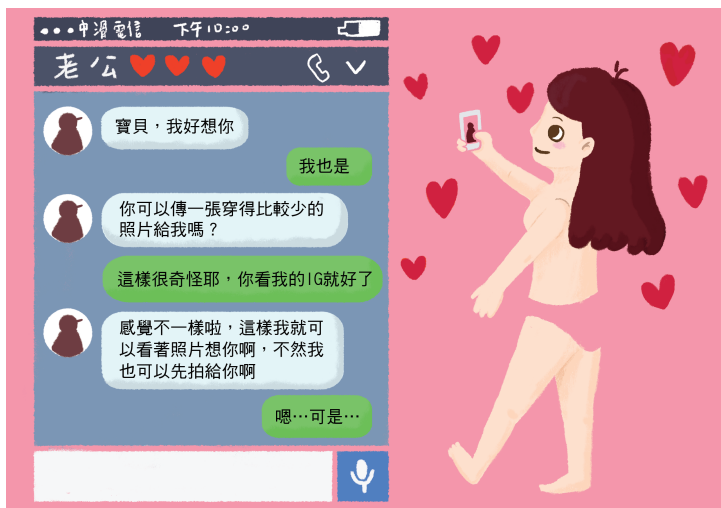 中滑電信 下午10:00
老公
寶貝,我好想你
我也是
你可以傳一張穿得比較少的
照片給我嗎?
這樣很奇怪耶,你看我的IG就好了
感覺不一樣啦,這樣我就可
以看著照片想你啊,不然我
也可以先拍給你啊
嗯…可是…